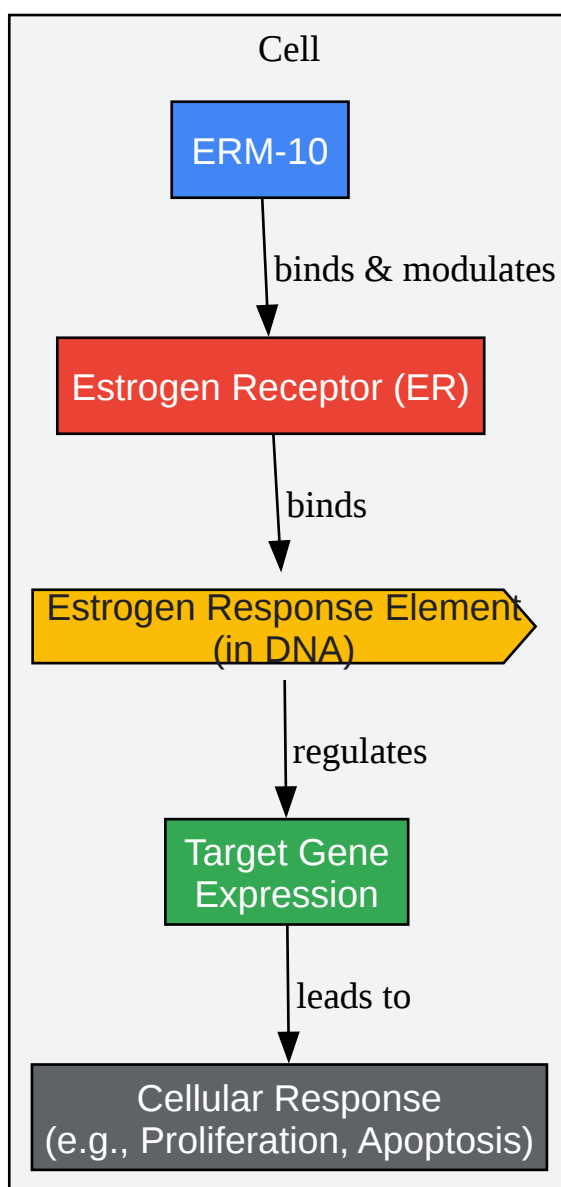 Cell
ERM-10
binds & modulates
Estrogen Receptor (ER)
binds
Estrogen Response Element
(in DNA)
regulates
Target Gene
Expression
leads to
Cellular Response
(e.g., Proliferation, Apoptosis)